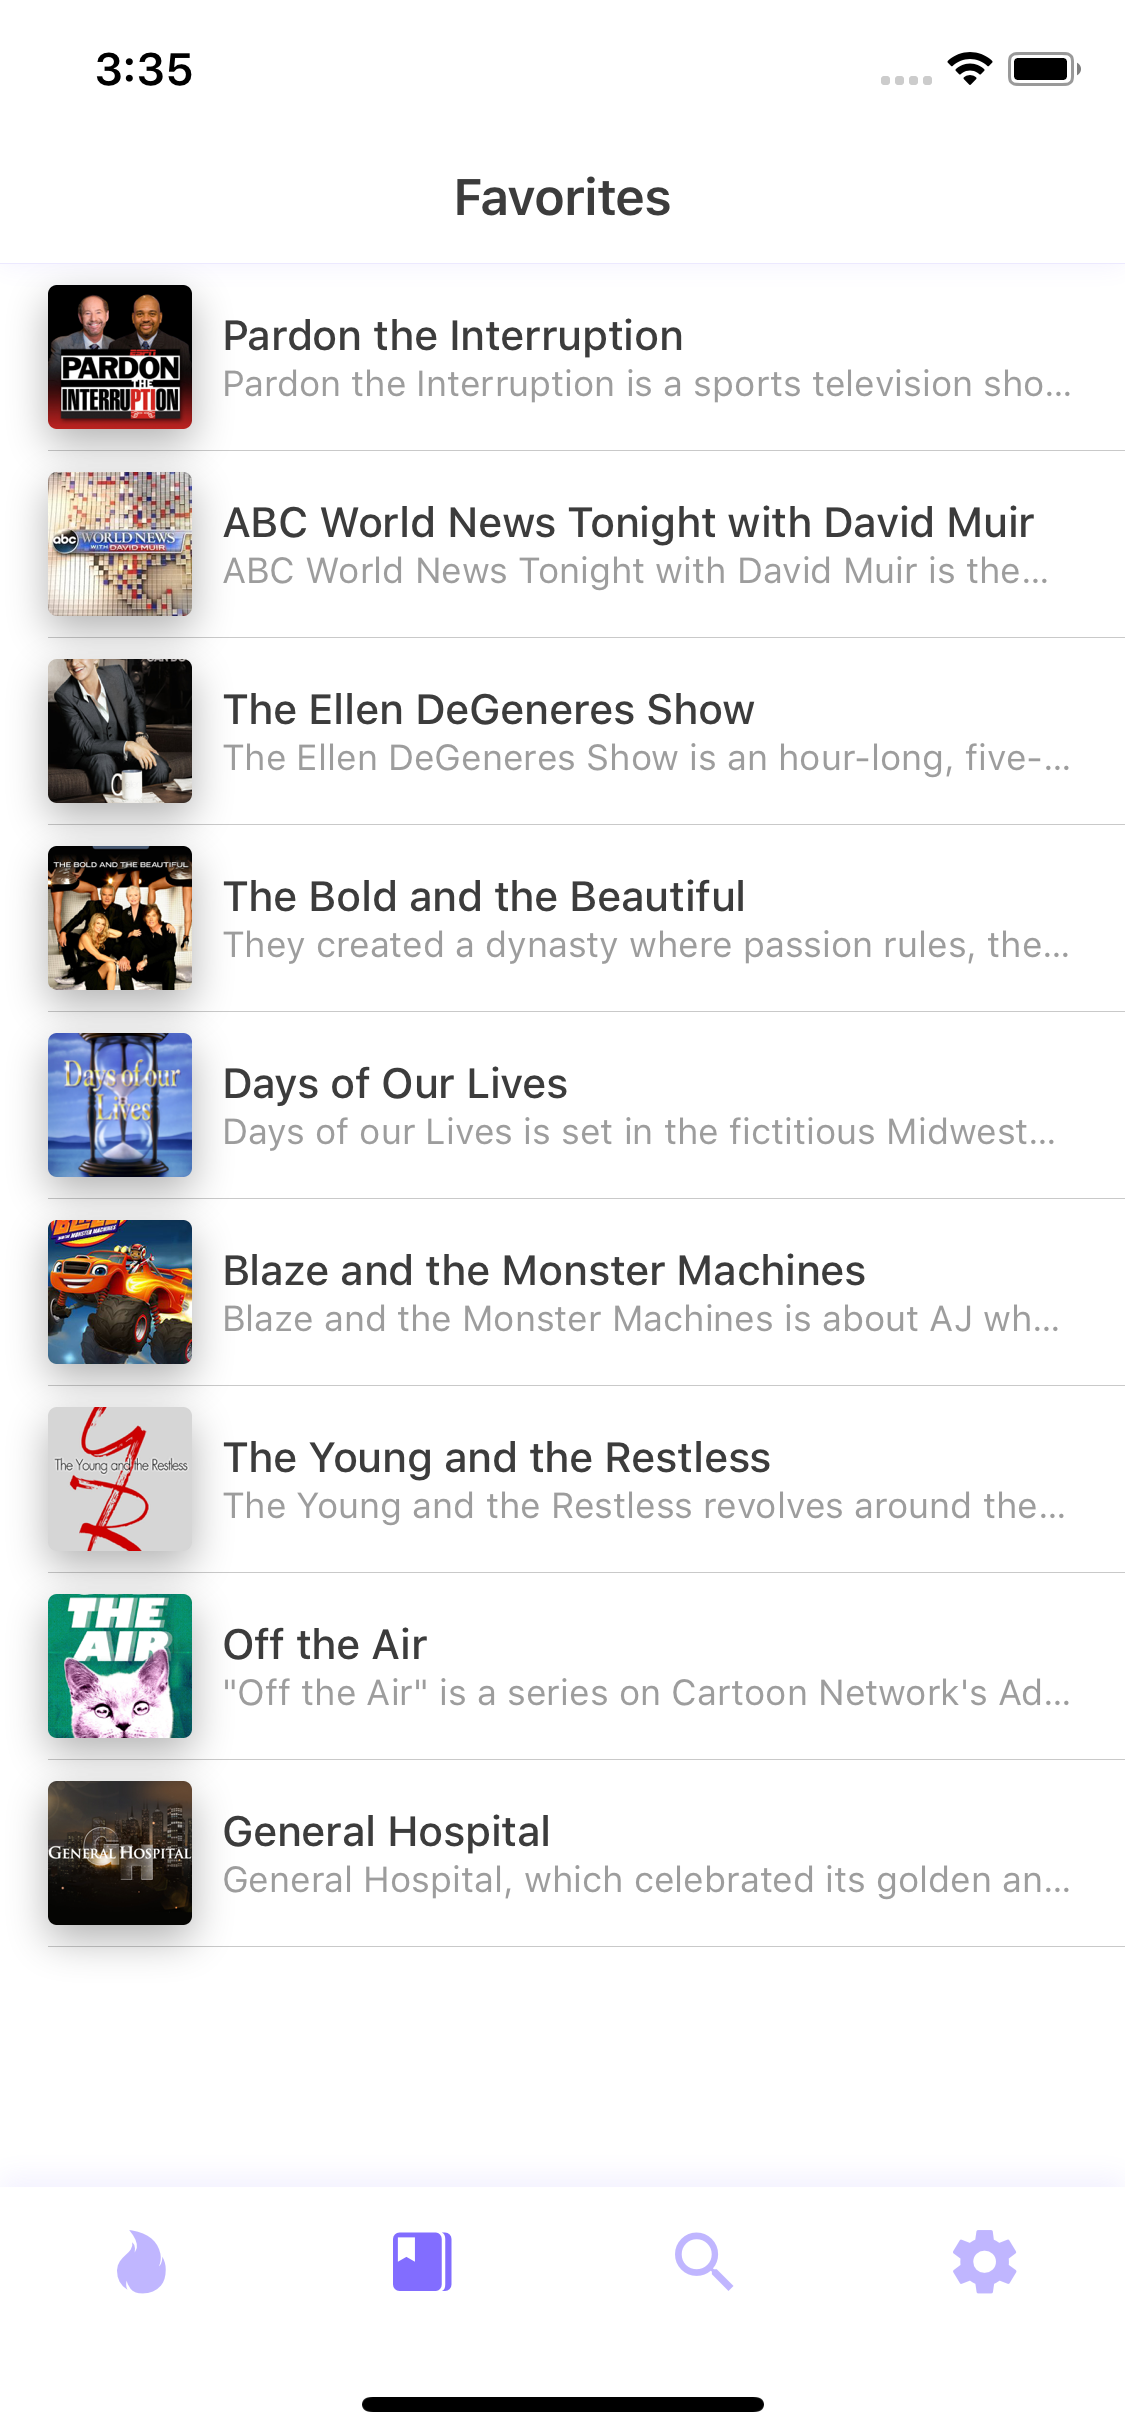 3:35
Favorites
PARDON
THE
INTERRUPTION
Pardon the Interruption
Pardon the Interruption is a sports television sho...
abc WORLD NEWS
WITH DAVID MUIR
ABC World News Tonight with David Muir
ABC World News Tonight with David Muir is the...
The Ellen DeGeneres Show
The Ellen DeGeneres Show is an hour-long, five-...
THE BOLD AND THE BEAUTIFUL
The Bold and the Beautiful
They created a dynasty where passion rules, the...
Days of our
Lives
Days of Our Lives
Days of our Lives is set in the fictitious Midwest...
Blaze and the Monster Machines
Blaze and the Monster Machines is about AJ wh...
The Young and the Restless
The Young and the Restless
The Young and the Restless revolves around the...
THE
AIR
Off the Air
"Off the Air" is a series on Cartoon Network's Ad...
GH
GENERAL HOSPITAL
General Hospital
General Hospital, which celebrated its golden an...